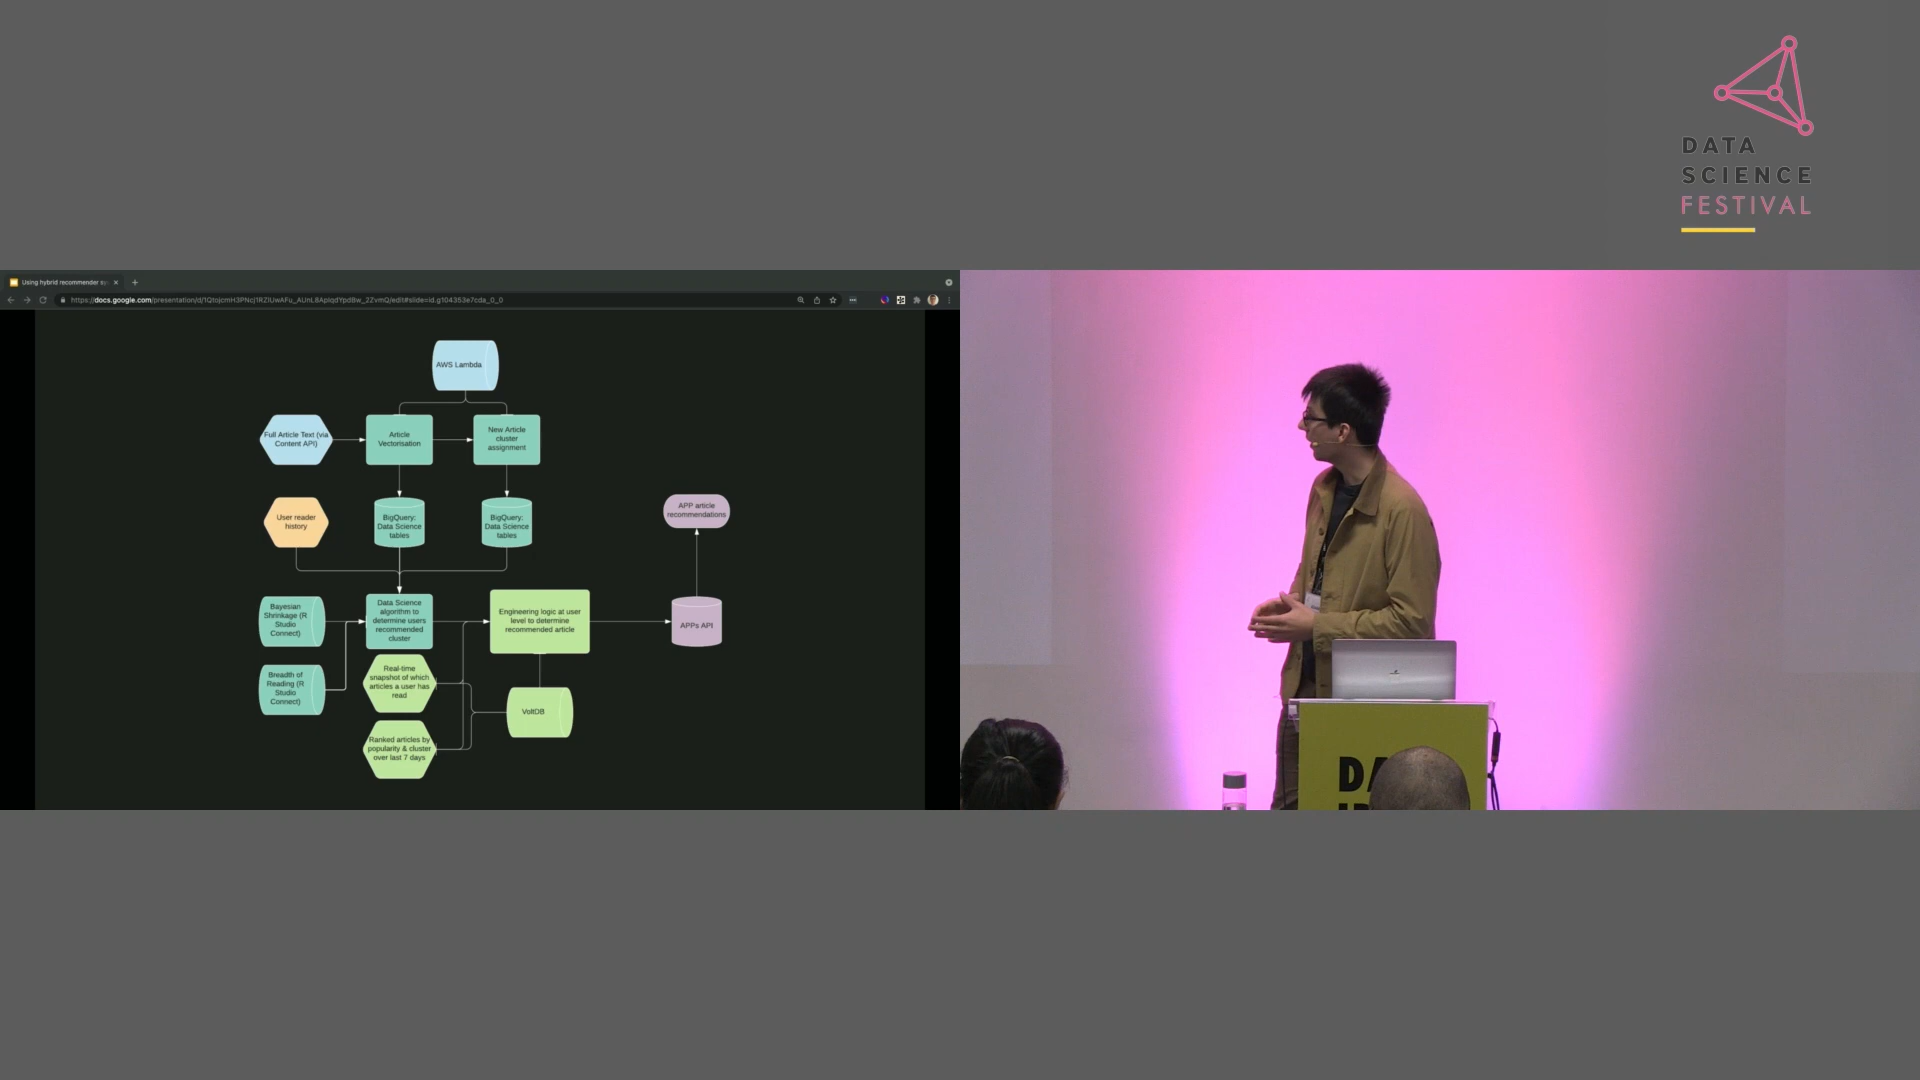 DATA
SCIENCE
FESTIVAL
Using hybrid recommender sy
AWS Lambda
Full Article Text (via
Content API)
Article
Vectorisation
New Article
cluster
assignment
User reader
history
BigQuery:
Data Science
tables
BigQuery:
Data Science
tables
APP article
recommendations
Bayesian
Shrinkage (R
Studio
Connect)
Data Science
algorithm to
determine users
recommended
cluster
Engineering logic at user
level to determine
recommended article
APPs API
Breadth of
Reading (R
Studio
Connect)
Real-time
snapshot of which
articles a user has
read
VoltDB
Ranked articles by
popularity & cluster
over last 7 days